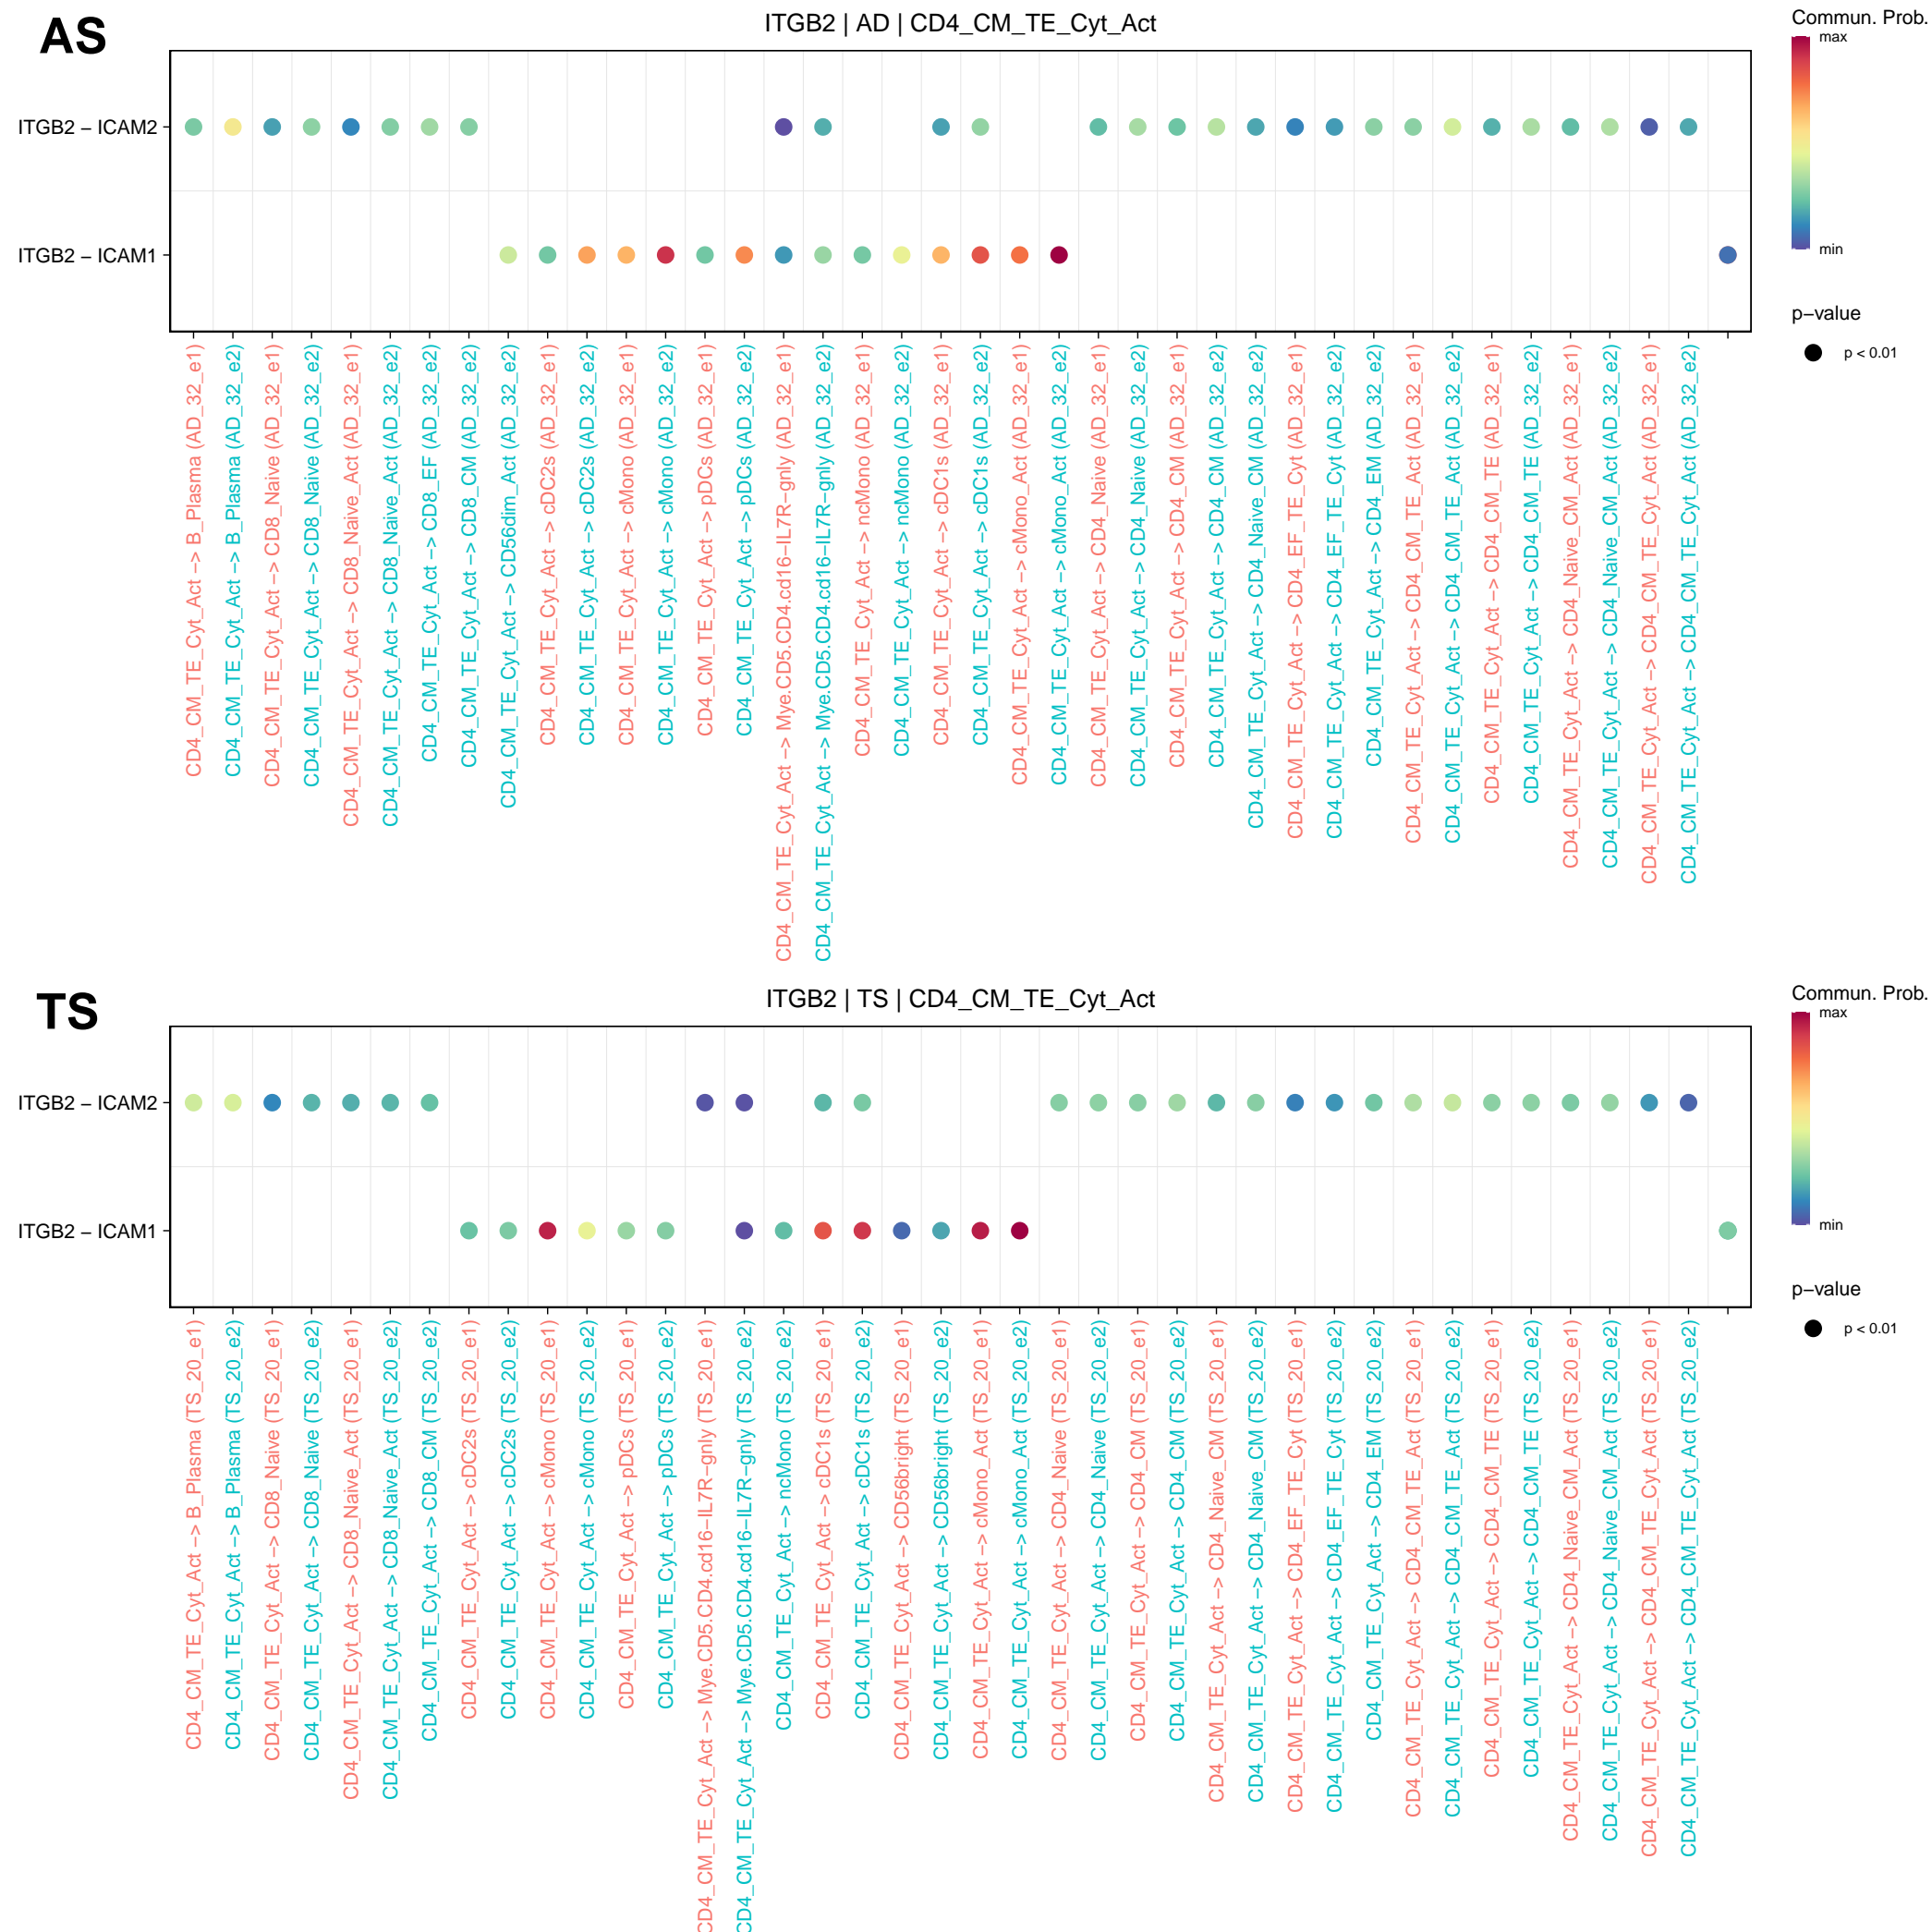 AS
ITGB2 | AD | CD4_CM_TE_Cyt_Act
Commun. Prob.
max
min
p−value
p < 0.01
ITGB2 − ICAM2
ITGB2 − ICAM1
CD4_CM_TE_Cyt_Act −> B_Plasma (AD_32_e1)
CD4_CM_TE_Cyt_Act −> B_Plasma (AD_32_e2)
CD4_CM_TE_Cyt_Act −> CD8_Naive (AD_32_e1)
CD4_CM_TE_Cyt_Act −> CD8_Naive (AD_32_e2)
CD4_CM_TE_Cyt_Act −> CD8_Naive_Act (AD_32_e1)
CD4_CM_TE_Cyt_Act −> CD8_Naive_Act (AD_32_e2)
CD4_CM_TE_Cyt_Act −> CD8_EF (AD_32_e2)
CD4_CM_TE_Cyt_Act −> CD8_CM (AD_32_e2)
CD4_CM_TE_Cyt_Act −> CD56dim_Act (AD_32_e2)
CD4_CM_TE_Cyt_Act −> cDC2s (AD_32_e1)
CD4_CM_TE_Cyt_Act −> cDC2s (AD_32_e2)
CD4_CM_TE_Cyt_Act −> cMono (AD_32_e1)
CD4_CM_TE_Cyt_Act −> cMono (AD_32_e2)
CD4_CM_TE_Cyt_Act −> pDCs (AD_32_e1)
CD4_CM_TE_Cyt_Act −> pDCs (AD_32_e2)
CD4_CM_TE_Cyt_Act −> Mye.CD5.CD4.cd16−IL7R−gnly (AD_32_e1)
CD4_CM_TE_Cyt_Act −> Mye.CD5.CD4.cd16−IL7R−gnly (AD_32_e2)
CD4_CM_TE_Cyt_Act −> ncMono (AD_32_e1)
CD4_CM_TE_Cyt_Act −> ncMono (AD_32_e2)
CD4_CM_TE_Cyt_Act −> cDC1s (AD_32_e1)
CD4_CM_TE_Cyt_Act −> cDC1s (AD_32_e2)
CD4_CM_TE_Cyt_Act −> cMono_Act (AD_32_e1)
CD4_CM_TE_Cyt_Act −> cMono_Act (AD_32_e2)
CD4_CM_TE_Cyt_Act −> CD4_Naive (AD_32_e1)
CD4_CM_TE_Cyt_Act −> CD4_Naive (AD_32_e2)
CD4_CM_TE_Cyt_Act −> CD4_CM (AD_32_e1)
CD4_CM_TE_Cyt_Act −> CD4_CM (AD_32_e2)
CD4_CM_TE_Cyt_Act −> CD4_Naive_CM (AD_32_e2)
CD4_CM_TE_Cyt_Act −> CD4_EF_TE_Cyt (AD_32_e1)
CD4_CM_TE_Cyt_Act −> CD4_EF_TE_Cyt (AD_32_e2)
CD4_CM_TE_Cyt_Act −> CD4_EM (AD_32_e2)
CD4_CM_TE_Cyt_Act −> CD4_CM_TE_Act (AD_32_e1)
CD4_CM_TE_Cyt_Act −> CD4_CM_TE_Act (AD_32_e2)
CD4_CM_TE_Cyt_Act −> CD4_CM_TE (AD_32_e1)
CD4_CM_TE_Cyt_Act −> CD4_CM_TE (AD_32_e2)
CD4_CM_TE_Cyt_Act −> CD4_Naive_CM_Act (AD_32_e1)
CD4_CM_TE_Cyt_Act −> CD4_Naive_CM_Act (AD_32_e2)
CD4_CM_TE_Cyt_Act −> CD4_CM_TE_Cyt_Act (AD_32_e1)
CD4_CM_TE_Cyt_Act −> CD4_CM_TE_Cyt_Act (AD_32_e2)
TS
ITGB2 | TS | CD4_CM_TE_Cyt_Act
Commun. Prob.
max
min
p−value
p < 0.01
ITGB2 − ICAM2
ITGB2 − ICAM1
CD4_CM_TE_Cyt_Act −> B_Plasma (TS_20_e1)
CD4_CM_TE_Cyt_Act −> B_Plasma (TS_20_e2)
CD4_CM_TE_Cyt_Act −> CD8_Naive (TS_20_e1)
CD4_CM_TE_Cyt_Act −> CD8_Naive (TS_20_e2)
CD4_CM_TE_Cyt_Act −> CD8_Naive_Act (TS_20_e1)
CD4_CM_TE_Cyt_Act −> CD8_Naive_Act (TS_20_e2)
CD4_CM_TE_Cyt_Act −> CD8_CM (TS_20_e2)
CD4_CM_TE_Cyt_Act −> cDC2s (TS_20_e1)
CD4_CM_TE_Cyt_Act −> cDC2s (TS_20_e2)
CD4_CM_TE_Cyt_Act −> cMono (TS_20_e1)
CD4_CM_TE_Cyt_Act −> cMono (TS_20_e2)
CD4_CM_TE_Cyt_Act −> pDCs (TS_20_e1)
CD4_CM_TE_Cyt_Act −> pDCs (TS_20_e2)
CD4_CM_TE_Cyt_Act −> Mye.CD5.CD4.cd16−IL7R−gnly (TS_20_e1)
CD4_CM_TE_Cyt_Act −> Mye.CD5.CD4.cd16−IL7R−gnly (TS_20_e2)
CD4_CM_TE_Cyt_Act −> ncMono (TS_20_e2)
CD4_CM_TE_Cyt_Act −> cDC1s (TS_20_e1)
CD4_CM_TE_Cyt_Act −> cDC1s (TS_20_e2)
CD4_CM_TE_Cyt_Act −> CD56bright (TS_20_e1)
CD4_CM_TE_Cyt_Act −> CD56bright (TS_20_e2)
CD4_CM_TE_Cyt_Act −> cMono_Act (TS_20_e1)
CD4_CM_TE_Cyt_Act −> cMono_Act (TS_20_e2)
CD4_CM_TE_Cyt_Act −> CD4_Naive (TS_20_e1)
CD4_CM_TE_Cyt_Act −> CD4_Naive (TS_20_e2)
CD4_CM_TE_Cyt_Act −> CD4_CM (TS_20_e1)
CD4_CM_TE_Cyt_Act −> CD4_CM (TS_20_e2)
CD4_CM_TE_Cyt_Act −> CD4_Naive_CM (TS_20_e1)
CD4_CM_TE_Cyt_Act −> CD4_Naive_CM (TS_20_e2)
CD4_CM_TE_Cyt_Act −> CD4_EF_TE_Cyt (TS_20_e1)
CD4_CM_TE_Cyt_Act −> CD4_EF_TE_Cyt (TS_20_e2)
CD4_CM_TE_Cyt_Act −> CD4_EM (TS_20_e2)
CD4_CM_TE_Cyt_Act −> CD4_CM_TE_Act (TS_20_e1)
CD4_CM_TE_Cyt_Act −> CD4_CM_TE_Act (TS_20_e2)
CD4_CM_TE_Cyt_Act −> CD4_CM_TE (TS_20_e1)
CD4_CM_TE_Cyt_Act −> CD4_CM_TE (TS_20_e2)
CD4_CM_TE_Cyt_Act −> CD4_Naive_CM_Act (TS_20_e1)
CD4_CM_TE_Cyt_Act −> CD4_Naive_CM_Act (TS_20_e2)
CD4_CM_TE_Cyt_Act −> CD4_CM_TE_Cyt_Act (TS_20_e1)
CD4_CM_TE_Cyt_Act −> CD4_CM_TE_Cyt_Act (TS_20_e2)